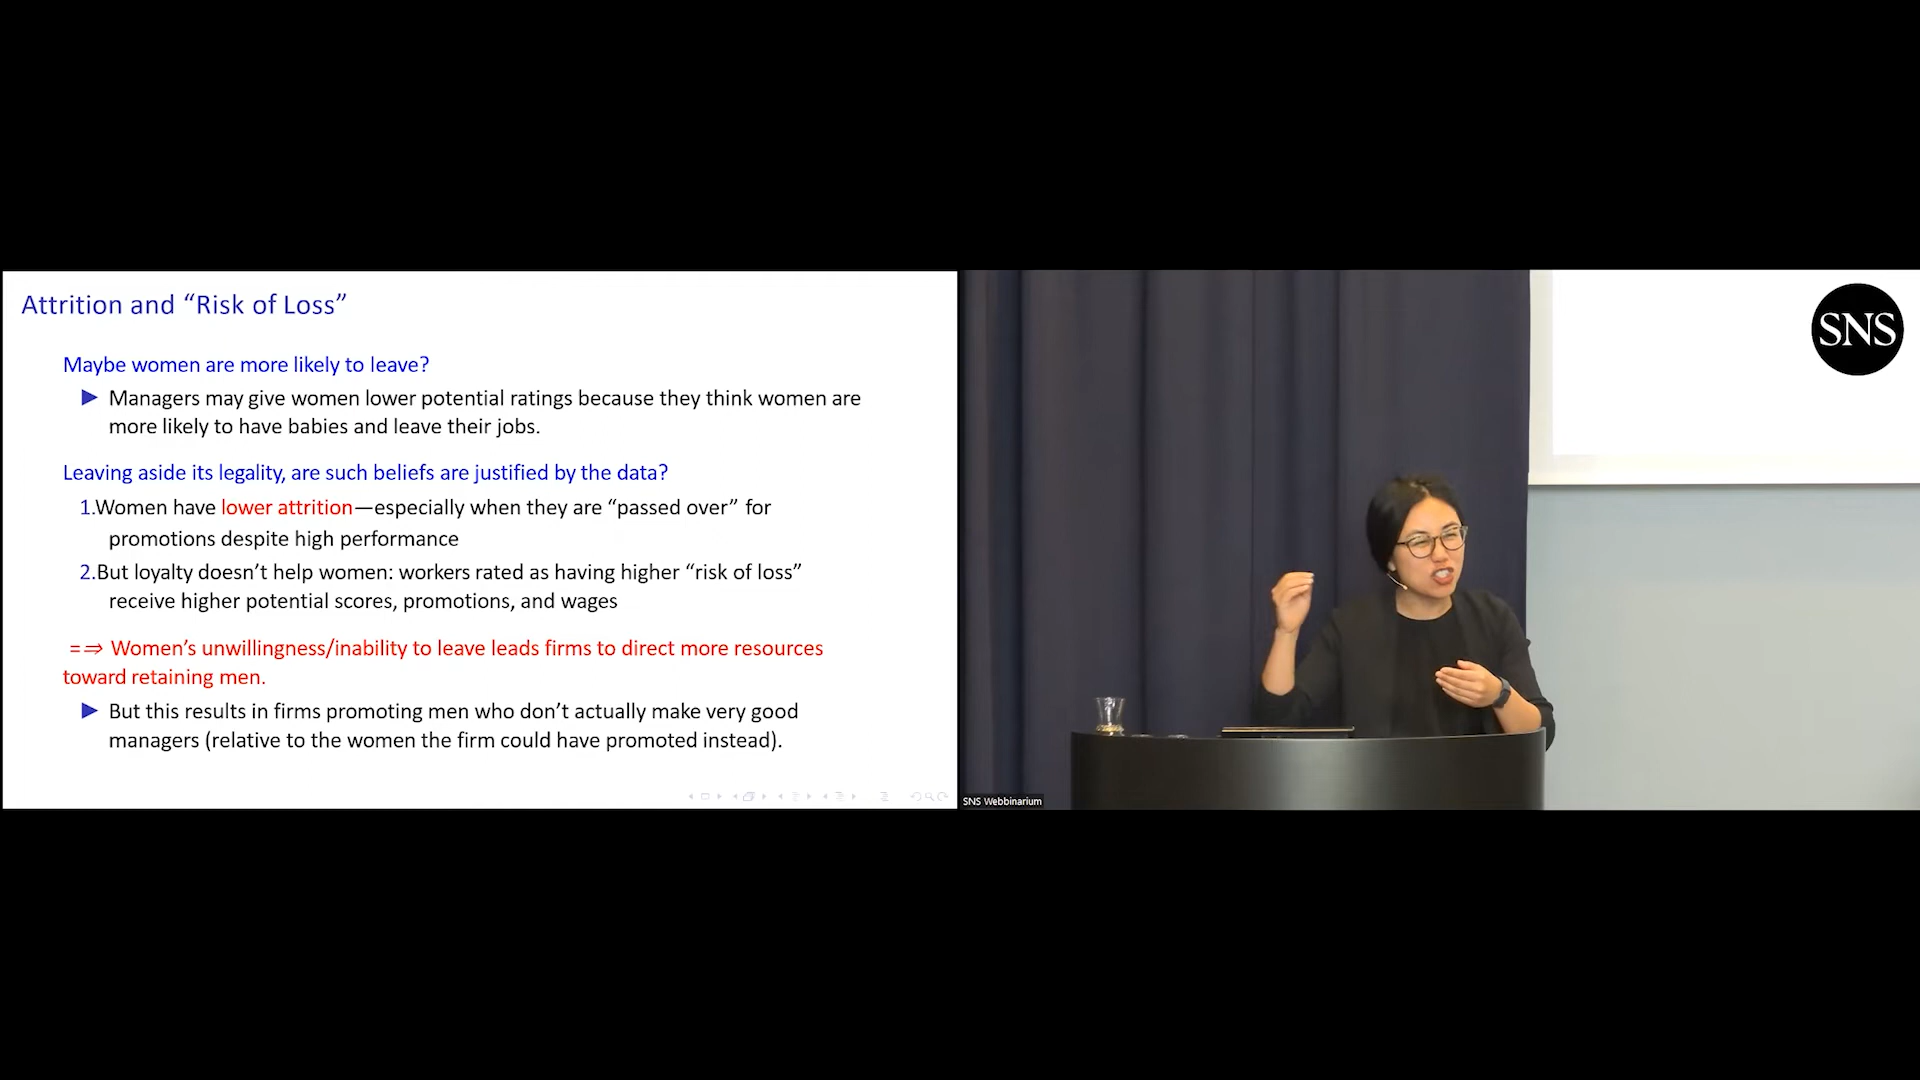 Attrition and “Risk of Loss”
Maybe women are more likely to leave?
▶ Managers may give women lower potential ratings because they think women are
more likely to have babies and leave their jobs.
Leaving aside its legality, are such beliefs are justified by the data?
1.Women have lower attrition—especially when they are “passed over” for
promotions despite high performance
2.But loyalty doesn’t help women: workers rated as having higher “risk of loss”
receive higher potential scores, promotions, and wages
=⇒ Women’s unwillingness/inability to leave leads firms to direct more resources
toward retaining men.
▶ But this results in firms promoting men who don’t actually make very good
managers (relative to the women the firm could have promoted instead).
SNS
SNS Webbinarium